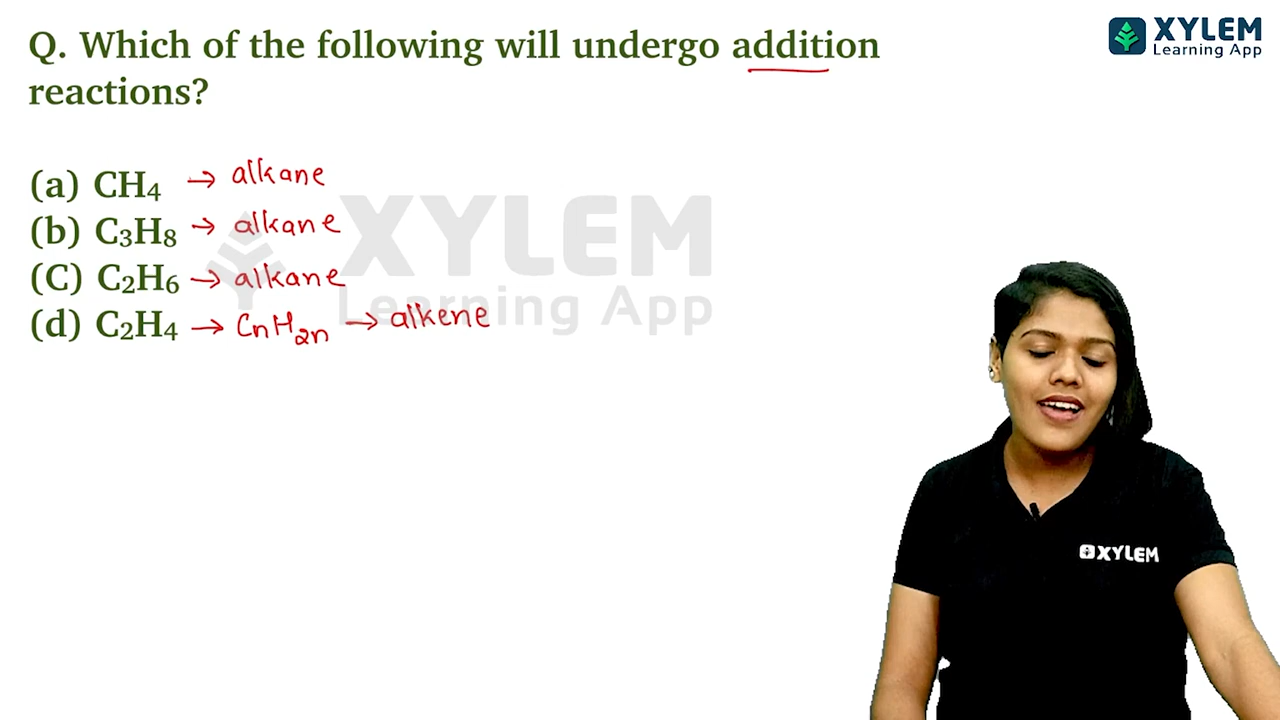 Q. Which of the following will undergo addition
reactions?
XYLEM
Learning App
(a) CH₄ → alkane
(b) C₃H₈ → alkane
(C) C₂H₆ → alkane
(d) C₂H₄ → CnH₂n → alkene
XYLEM
Learning App
XYLEM